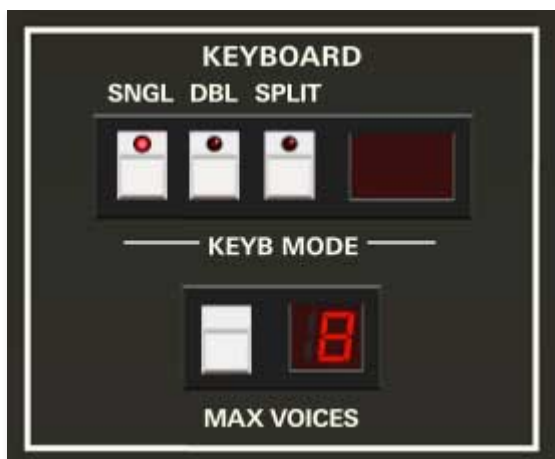 KEYBOARD
SNGL DBL SPLIT
KEYB MODE
8
MAX VOICES